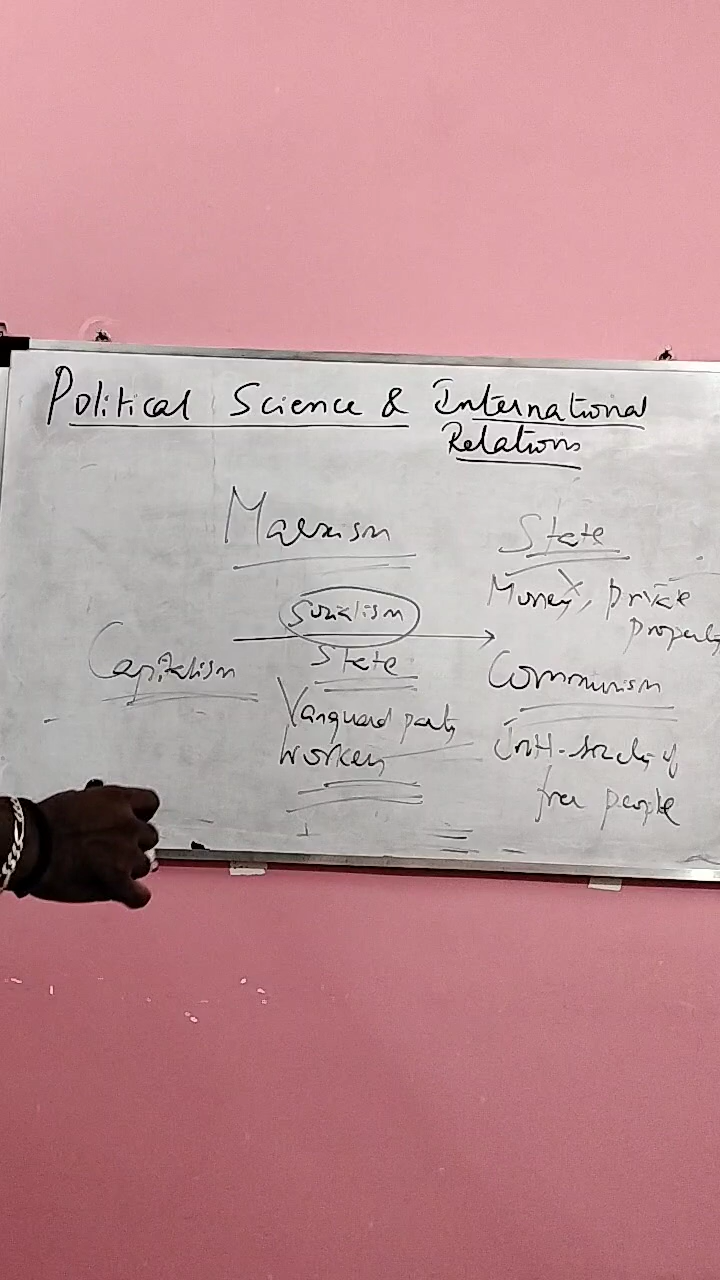 Political Science & International
Relations
Marxism
State
Money, private
property
Socialism
Capitalism
State
Communism
Vanguard party
Workers
free people